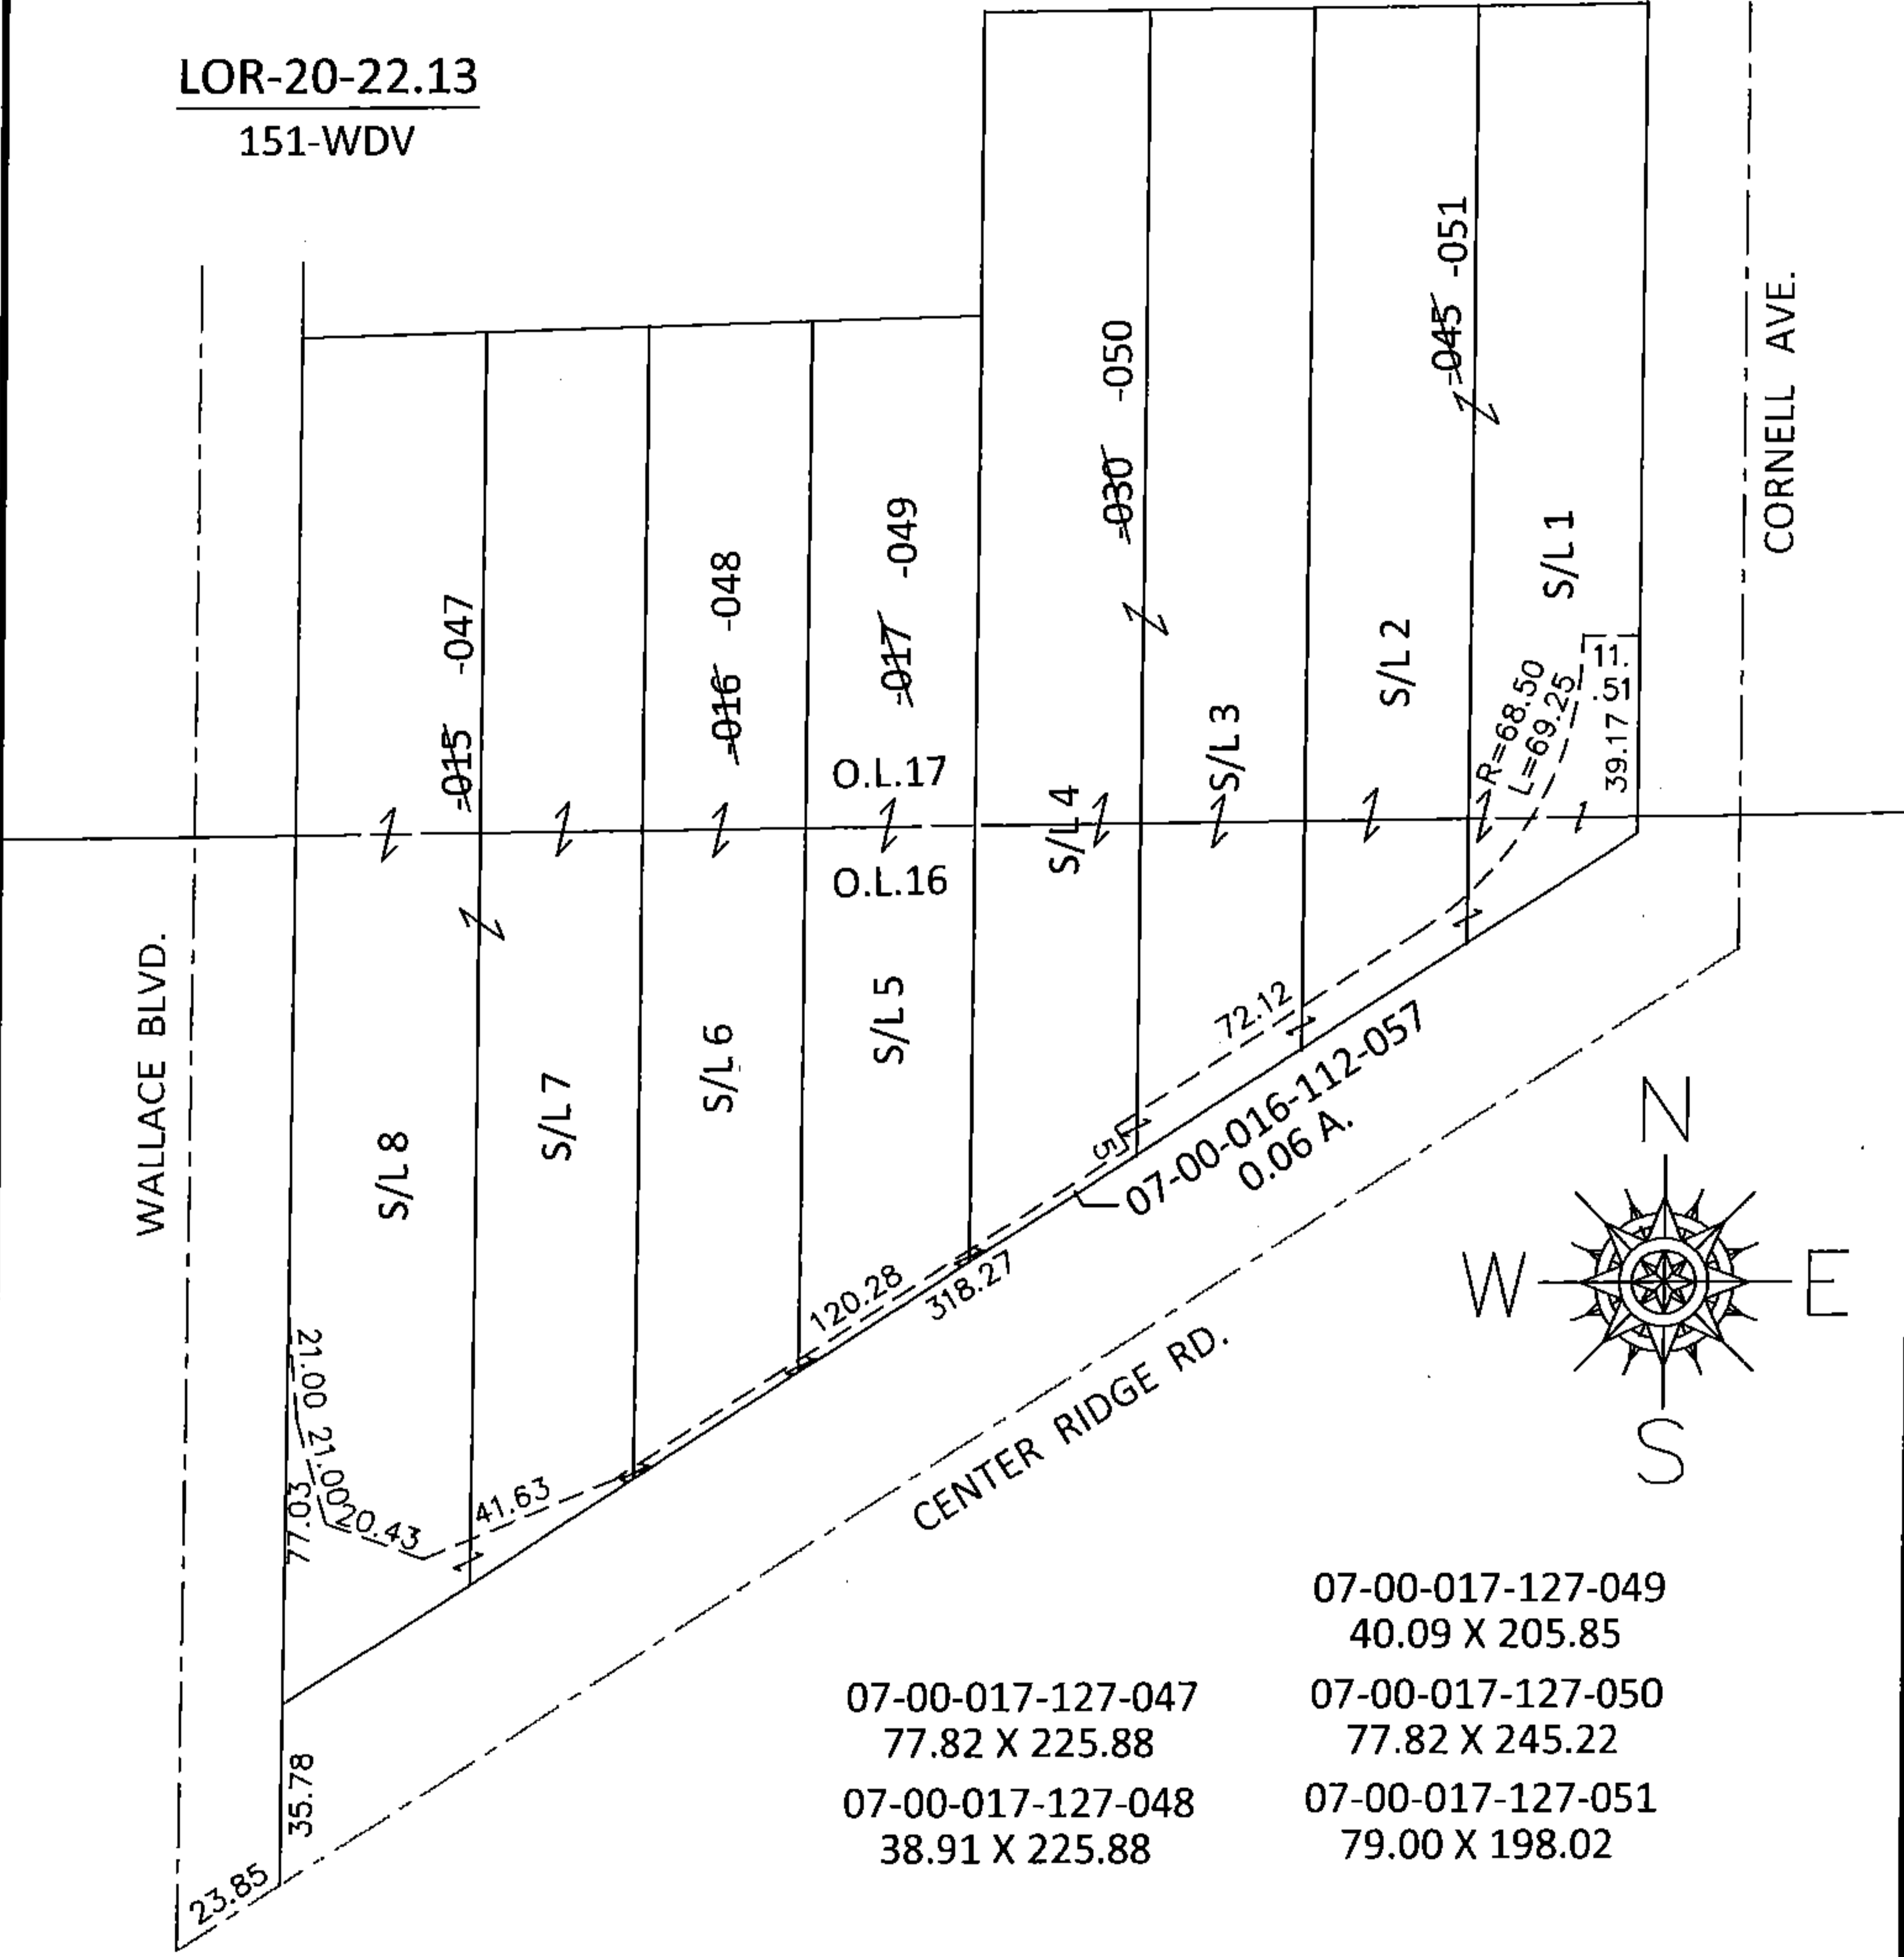 LOR-20-22.13
151-WDV
-045 -051
-030 -050
-017 -049
-016 -048
-015 -047
CORNELL AVE.
S/L 1
S/L 2
S/L 3
S/L 4
S/L 5
S/L 6
S/L 7
S/L 8
O.L.17
O.L.16
R=68.50
L=69.25
11.
.51
39.17
WALLACE BLVD.
72.12
5
07-00-016-112-057
0.06 A.
120.28
318.27
CENTER RIDGE RD.
21.00
21.00
20.43
77.03
41.63
35.78
23.85
N
W
E
S
07-00-017-127-049
40.09 X 205.85
07-00-017-127-047
77.82 X 225.88
07-00-017-127-050
77.82 X 245.22
07-00-017-127-048
38.91 X 225.88
07-00-017-127-051
79.00 X 198.02